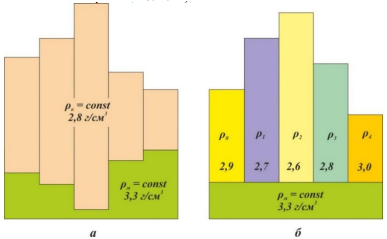 ρₖ = const
2,8 г/см³
ρₘ = const
3,3 г/см³
а
ρ₀ ρ₁ ρ₂ ρ₃ ρ₄
2,9 2,7 2,6 2,8 3,0
ρₘ = const
3,3 г/см³
б